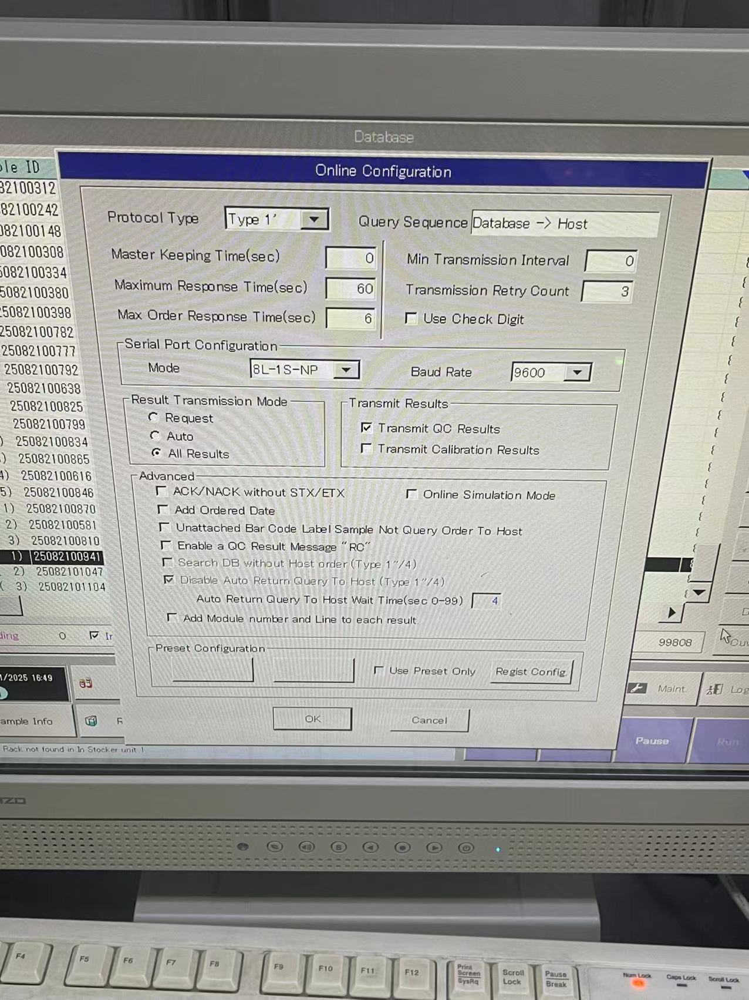 Database
Online Configuration
Protocol Type Type 1' Query Sequence Database -> Host
Master Keeping Time(sec) 0 Min Transmission Interval 0
Maximum Response Time(sec) 60 Transmission Retry Count 3
Max Order Response Time(sec) 6 Use Check Digit
Serial Port Configuration
Mode 8L-1S-NP Baud Rate 9600
Result Transmission Mode
Request
Auto
All Results
Transmit Results
Transmit QC Results
Transmit Calibration Results
Advanced
ACK/NACK without STX/ETX Online Simulation Mode
Add Ordered Date
Unattached Bar Code Label Sample Not Query Order To Host
Enable a QC Result Message "RC"
Search DB without Host order(Type 1"/4)
Disable Auto Return Query To Host (Type 1"/4)
Auto Return Query To Host Wait Time(sec 0-99) 4
Add Module number and Line to each result
Preset Configuration
Use Preset Only Regist Config.
OK Cancel
ple ID
82100312
82100242
082100148
082100308
5082100334
5082100380
25082100398
25082100782
25082100777
25082100792
25082100638
25082100825
25082100799
) 25082100834
) 25082100865
4) 25082100616
5) 25082100846
1) 25082100870
2) 25082100581
3) 25082100810
1) 25082100941
2) 25082101047
( 3) 25082101104
ding 0 In
99808
1/2025 16:49
Maint. Log
ample Info R
Pause Run
Rack not found in In Stocker unit 1
IZO
S
F4 F5 F6 F7 F8 F9 F10 F11 F12
Print Screen SysRq
Scroll Lock
Pause Break
Num Lock Caps Lock Scroll Lock